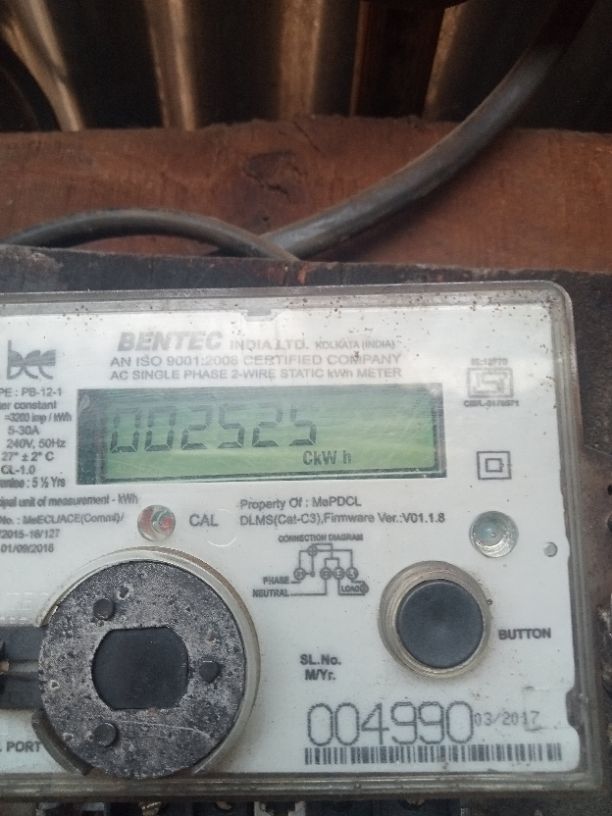 BENTEC INDIA LTD. KOLKATA (INDIA)
AN ISO 9001:2008 CERTIFIED COMPANY
AC SINGLE PHASE 2-WIRE STATIC kWh METER
PE : PB-12-1
er constant
=3200 imp / kWh
5-30A
240V, 50Hz
27° ± 2° C
CL-1.0
: 5 ½ Yrs
002525
CkWh
IS:13779
ipal unit of measurement - kWh
No. : MeECL/ACE(Comml)/
/2015-16/127
01/09/2016
CAL
Property Of : MePDCL
DLMS(Cat-C3),Firmware Ver.:V01.1.8
CONNECTION DIAGRAM
PHASE
NEUTRAL
LOAD
BUTTON
SL.No.
M/Yr.
004990 03/2017
L PORT